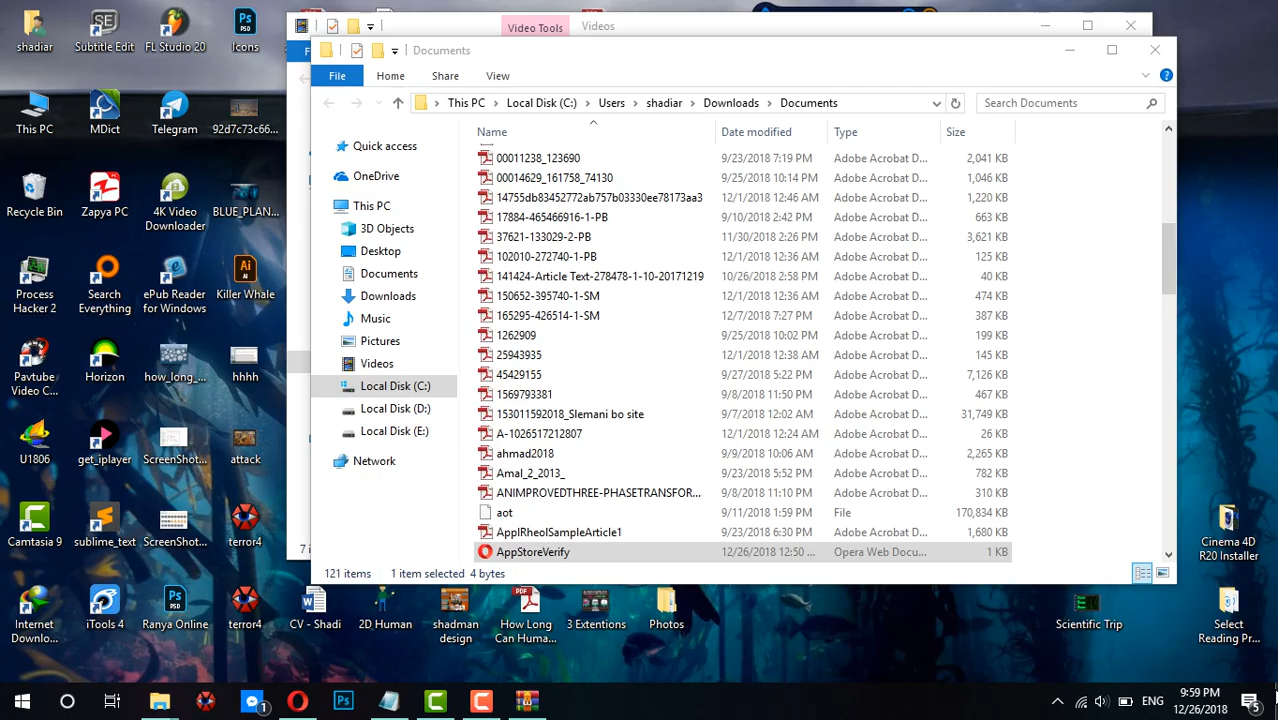 shadiar
Subtitle Edit
FL Studio 20
Icons
This PC
MDict
Telegram
92d7c73c66...
Recycle Bin
Zapya PC
4K Video
Downloader
BLUE_PLAN...
Process
Hacker 2
Search
Everything
ePub Reader
for Windows
Killer Whale
Pavtube
Video C...
Horizon
how_long_...
hhhh
U1806
get_iplayer
ScreenShot...
attack
Camtasia 9
sublime_text
ScreenShot...
terror4
Internet
Downlo...
iTools 4
Ranya Online
terror4
CV - Shadi
2D_Human
shadman
design
How Long
Can Huma...
3 Extentions
Photos
Scientific Trip
Select
Reading Pr...
Cinema 4D
R20 Installer
Video Tools
Videos
Documents
File
Home
Share
View
This PC
Local Disk (C:)
Users
shadiar
Downloads
Documents
Search Documents
Quick access
OneDrive
This PC
3D Objects
Desktop
Documents
Downloads
Music
Pictures
Videos
Local Disk (C:)
Local Disk (D:)
Local Disk (E:)
Network
Name Date modified Type Size
00011238_123690 9/23/2018 7:19 PM Adobe Acrobat D... 2,041 KB
00014629_161758_74130 9/25/2018 10:14 PM Adobe Acrobat D... 1,046 KB
14755db83452772ab757b03330ee78173aa3 12/1/2018 12:46 AM Adobe Acrobat D... 1,220 KB
17884-465466916-1-PB 9/10/2018 2:42 PM Adobe Acrobat D... 663 KB
37621-133029-2-PB 11/30/2018 2:26 PM Adobe Acrobat D... 3,621 KB
102010-272740-1-PB 12/1/2018 12:36 AM Adobe Acrobat D... 125 KB
141424-Article Text-278478-1-10-20171219 10/26/2018 2:58 PM Adobe Acrobat D... 40 KB
150652-395740-1-SM 12/1/2018 12:36 AM Adobe Acrobat D... 474 KB
165295-426514-1-SM 12/7/2018 7:27 PM Adobe Acrobat D... 387 KB
1262909 9/25/2018 10:02 PM Adobe Acrobat D... 199 KB
25943935 12/1/2018 12:38 AM Adobe Acrobat D... 145 KB
45429155 9/27/2018 5:22 PM Adobe Acrobat D... 7,126 KB
1569793381 9/8/2018 11:50 PM Adobe Acrobat D... 467 KB
153011592018_Slemani bo site 9/7/2018 12:02 AM Adobe Acrobat D... 31,749 KB
A-1026517212807 12/1/2018 12:24 AM Adobe Acrobat D... 26 KB
ahmad2018 9/9/2018 10:06 AM Adobe Acrobat D... 2,265 KB
Amal_2_2013_ 9/23/2018 5:52 PM Adobe Acrobat D... 782 KB
ANIMPROVEDTHREE-PHASETRANSFOR... 9/8/2018 11:10 PM Adobe Acrobat D... 310 KB
aot 9/11/2018 1:59 PM File 170,834 KB
ApplRheolSampleArticle1 9/23/2018 6:30 PM Adobe Acrobat D... 1,680 KB
AppStoreVerify 12/26/2018 12:50 ... Opera Web Docu... 1 KB
7 i
121 items 1 item selected 4 bytes
ENG
9:59 PM
12/26/2018
1
5